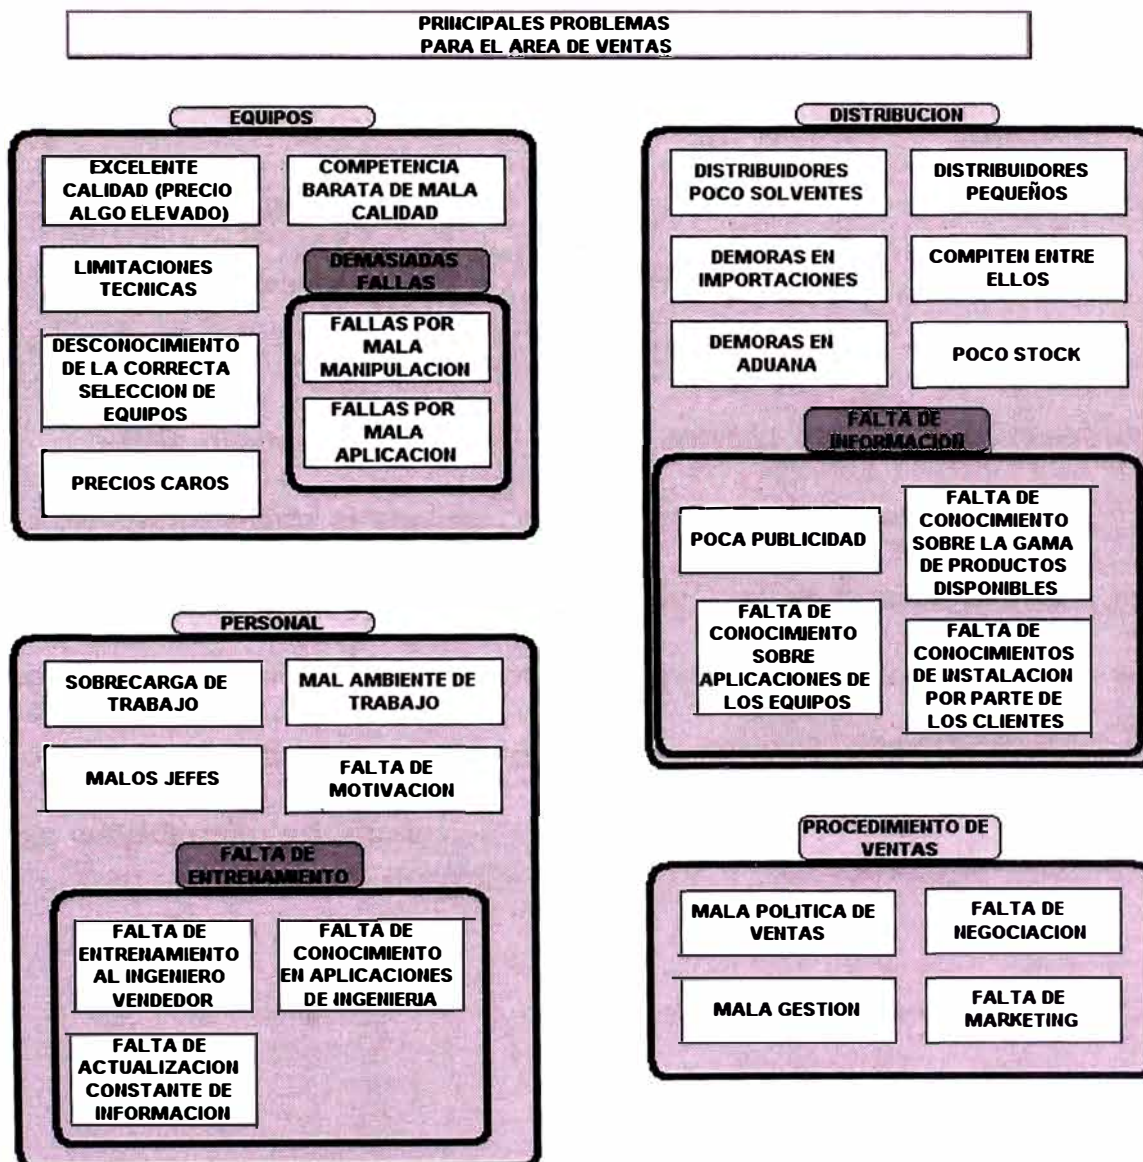 PRINCIPALES PROBLEMAS
PARA EL AREA DE VENTAS
EQUIPOS
EXCELENTE
CALIDAD (PRECIO
ALGO ELEVADO)
COMPETENCIA
BARATA DE MALA
CALIDAD
LIMITACIONES
TECNICAS
DEMASIADAS
FALLAS
FALLAS POR
MALA
MANIPULACION
DESCONOCIMIENTO
DE LA CORRECTA
SELECCION DE
EQUIPOS
FALLAS POR
MALA
APLICACION
PRECIOS CAROS
DISTRIBUCION
DISTRIBUIDORES
POCO SOLVENTES
DISTRIBUIDORES
PEQUEÑOS
DEMORAS EN
IMPORTACIONES
COMPITEN ENTRE
ELLOS
DEMORAS EN
ADUANA
POCO STOCK
FALTA DE
INFORMACION
POCA PUBLICIDAD
FALTA DE
CONOCIMIENTO
SOBRE LA GAMA
DE PRODUCTOS
DISPONIBLES
FALTA DE
CONOCIMIENTO
SOBRE
APLICACIONES DE
LOS EQUIPOS
FALTA DE
CONOCIMIENTOS
DE INSTALACION
POR PARTE DE
LOS CLIENTES
PERSONAL
SOBRECARGA DE
TRABAJO
MAL AMBIENTE DE
TRABAJO
MALOS JEFES
FALTA DE
MOTIVACION
FALTA DE
ENTRENAMIENTO
FALTA DE
ENTRENAMIENTO
AL INGENIERO
VENDEDOR
FALTA DE
CONOCIMIENTO
EN APLICACIONES
DE INGENIERIA
FALTA DE
ACTUALIZACION
CONSTANTE DE
INFORMACION
PROCEDIMIENTO DE
VENTAS
MALA POLITICA DE
VENTAS
FALTA DE
NEGOCIACION
MALA GESTION
FALTA DE
MARKETING